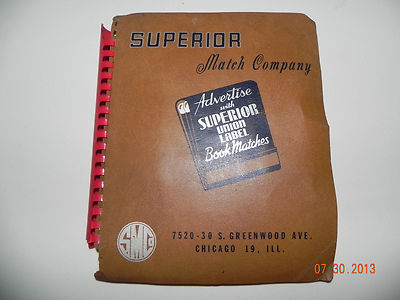 SUPERIOR
Match Company
Advertise
with
SUPERIOR
UNION
LABEL
Book Matches
SMCo
7520-30 S. GREENWOOD AVE.
CHICAGO 19, ILL.
07.30.2013